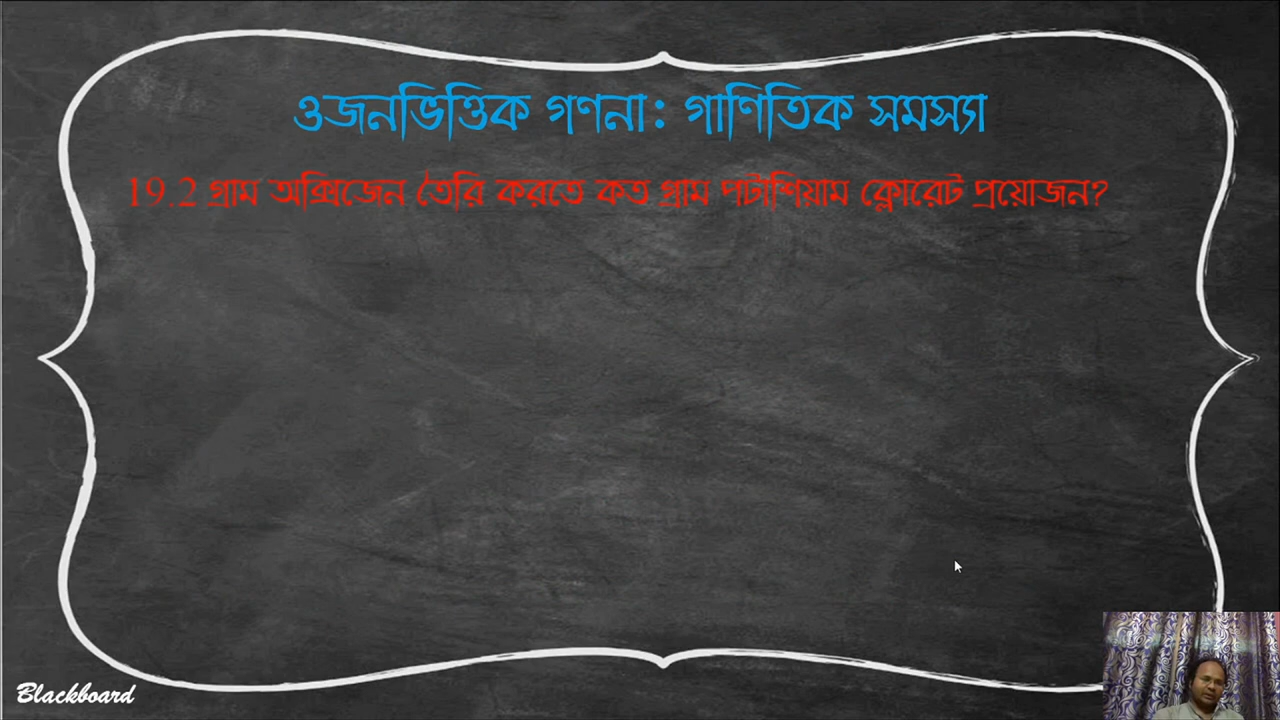 ওজনভিত্তিক গণনা: গাণিতিক সমস্যা
19.2 গ্রাম অক্সিজেন তৈরি করতে কত গ্রাম পটাশিয়াম ক্লোরেট প্রয়োজন?
Blackboard